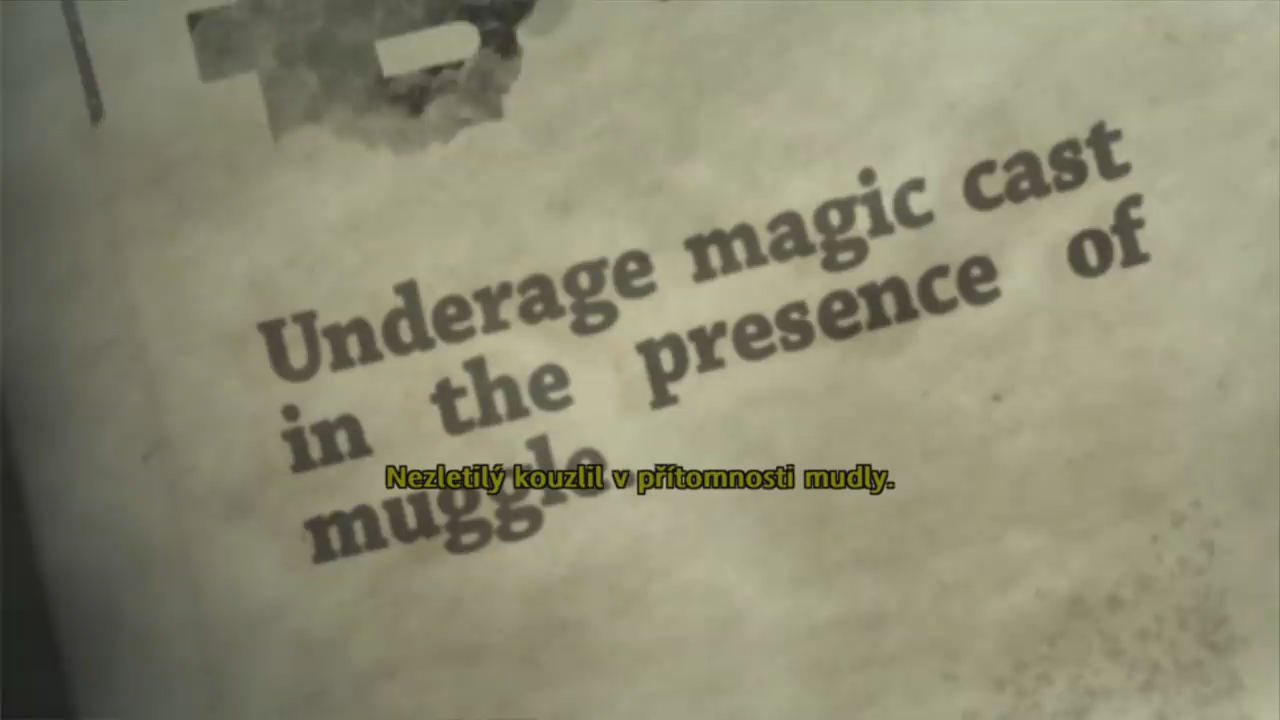 Underage magic cast
in the presence of
muggle.
Nezletilý kouzlil v přítomnosti mudly.